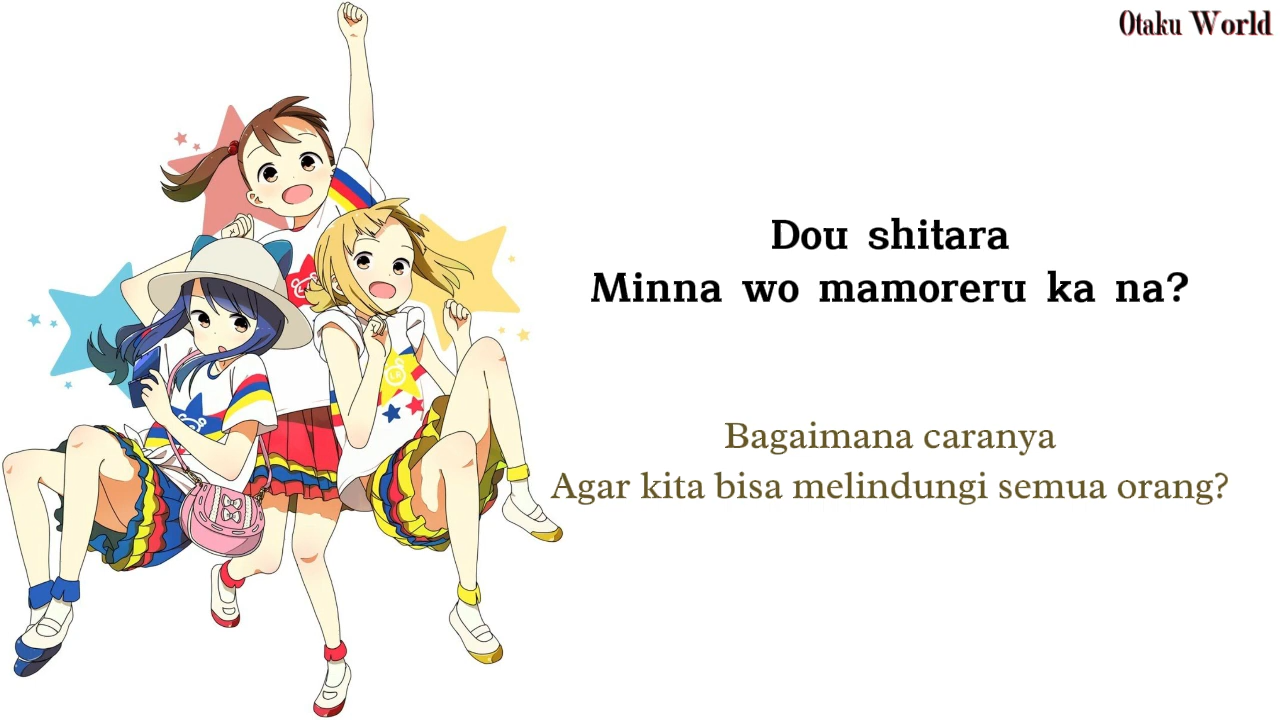 Otaku World
Dou shitara
Minna wo mamoreru ka na?
Bagaimana caranya
Agar kita bisa melindungi semua orang?